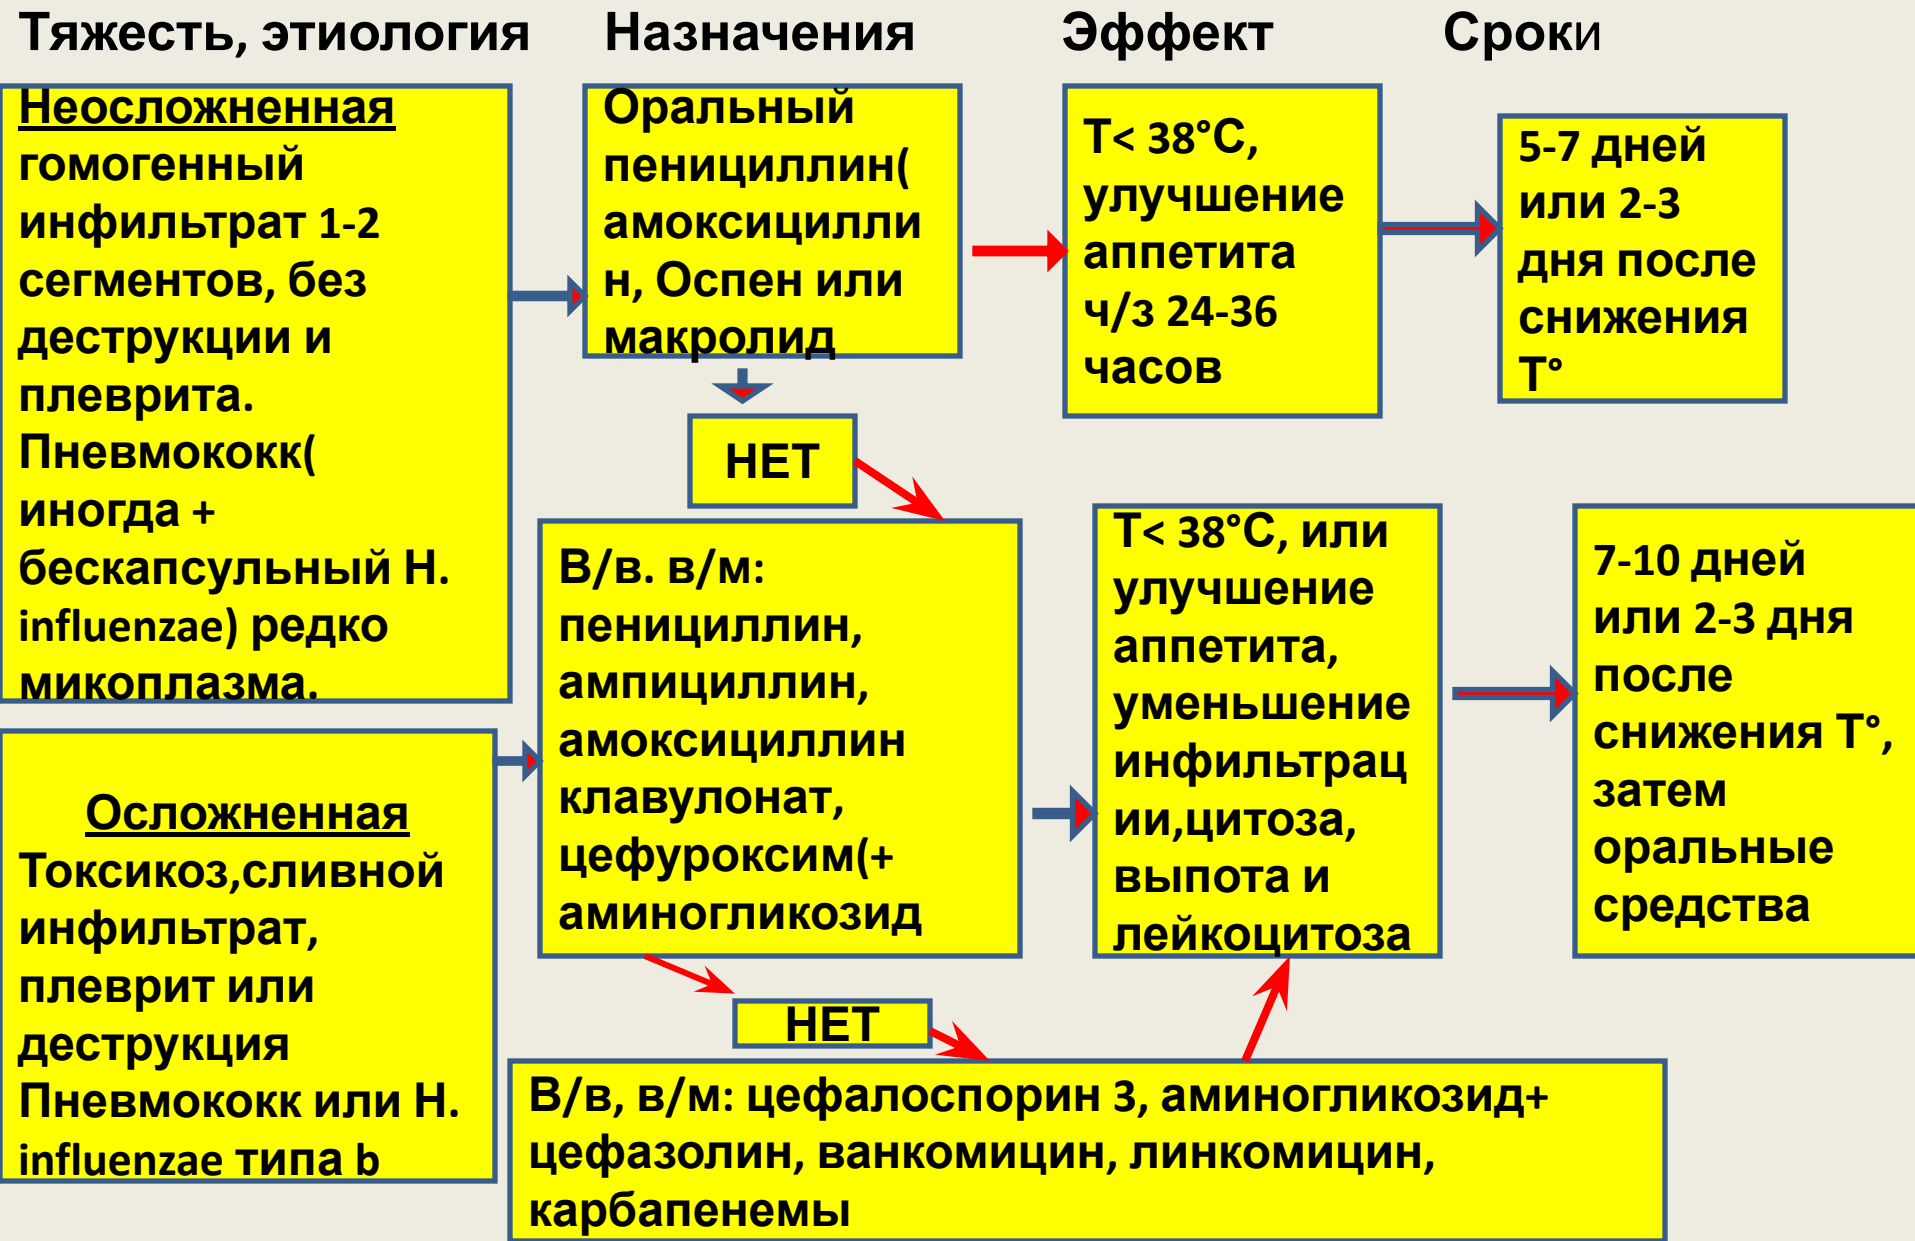 Тяжесть, этиология
Назначения
Эффект
Сроки
Неосложненная
гомогенный
инфильтрат 1-2
сегментов, без
деструкции и
плеврита.
Пневмококк(
иногда +
бескапсульный Н.
influenzae) редко
микоплазма.
Оральный
пенициллин(
амоксицилли
н, Оспен или
макролид
Т< 38°С,
улучшение
аппетита
ч/з 24-36
часов
5-7 дней
или 2-3
дня после
снижения
Т°
НЕТ
В/в. в/м:
пенициллин,
ампициллин,
амоксициллин
клавулонат,
цефуроксим(+
аминогликозид
Т< 38°С, или
улучшение
аппетита,
уменьшение
инфильтрац
ии,цитоза,
выпота и
лейкоцитоза
7-10 дней
или 2-3 дня
после
снижения Т°,
затем
оральные
средства
Осложненная
Токсикоз,сливной
инфильтрат,
плеврит или
деструкция
Пневмококк или Н.
influenzae типа b
НЕТ
В/в, в/м: цефалоспорин 3, аминогликозид+
цефазолин, ванкомицин, линкомицин,
карбапенемы